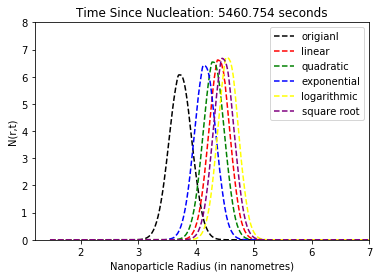 Time Since Nucleation: 5460.754 seconds
origianl
linear
quadratic
exponential
logarithmic
square root
N(r,t)
8
7
6
5
4
3
2
1
0
2 3 4 5 6 7
Nanoparticle Radius (in nanometres)